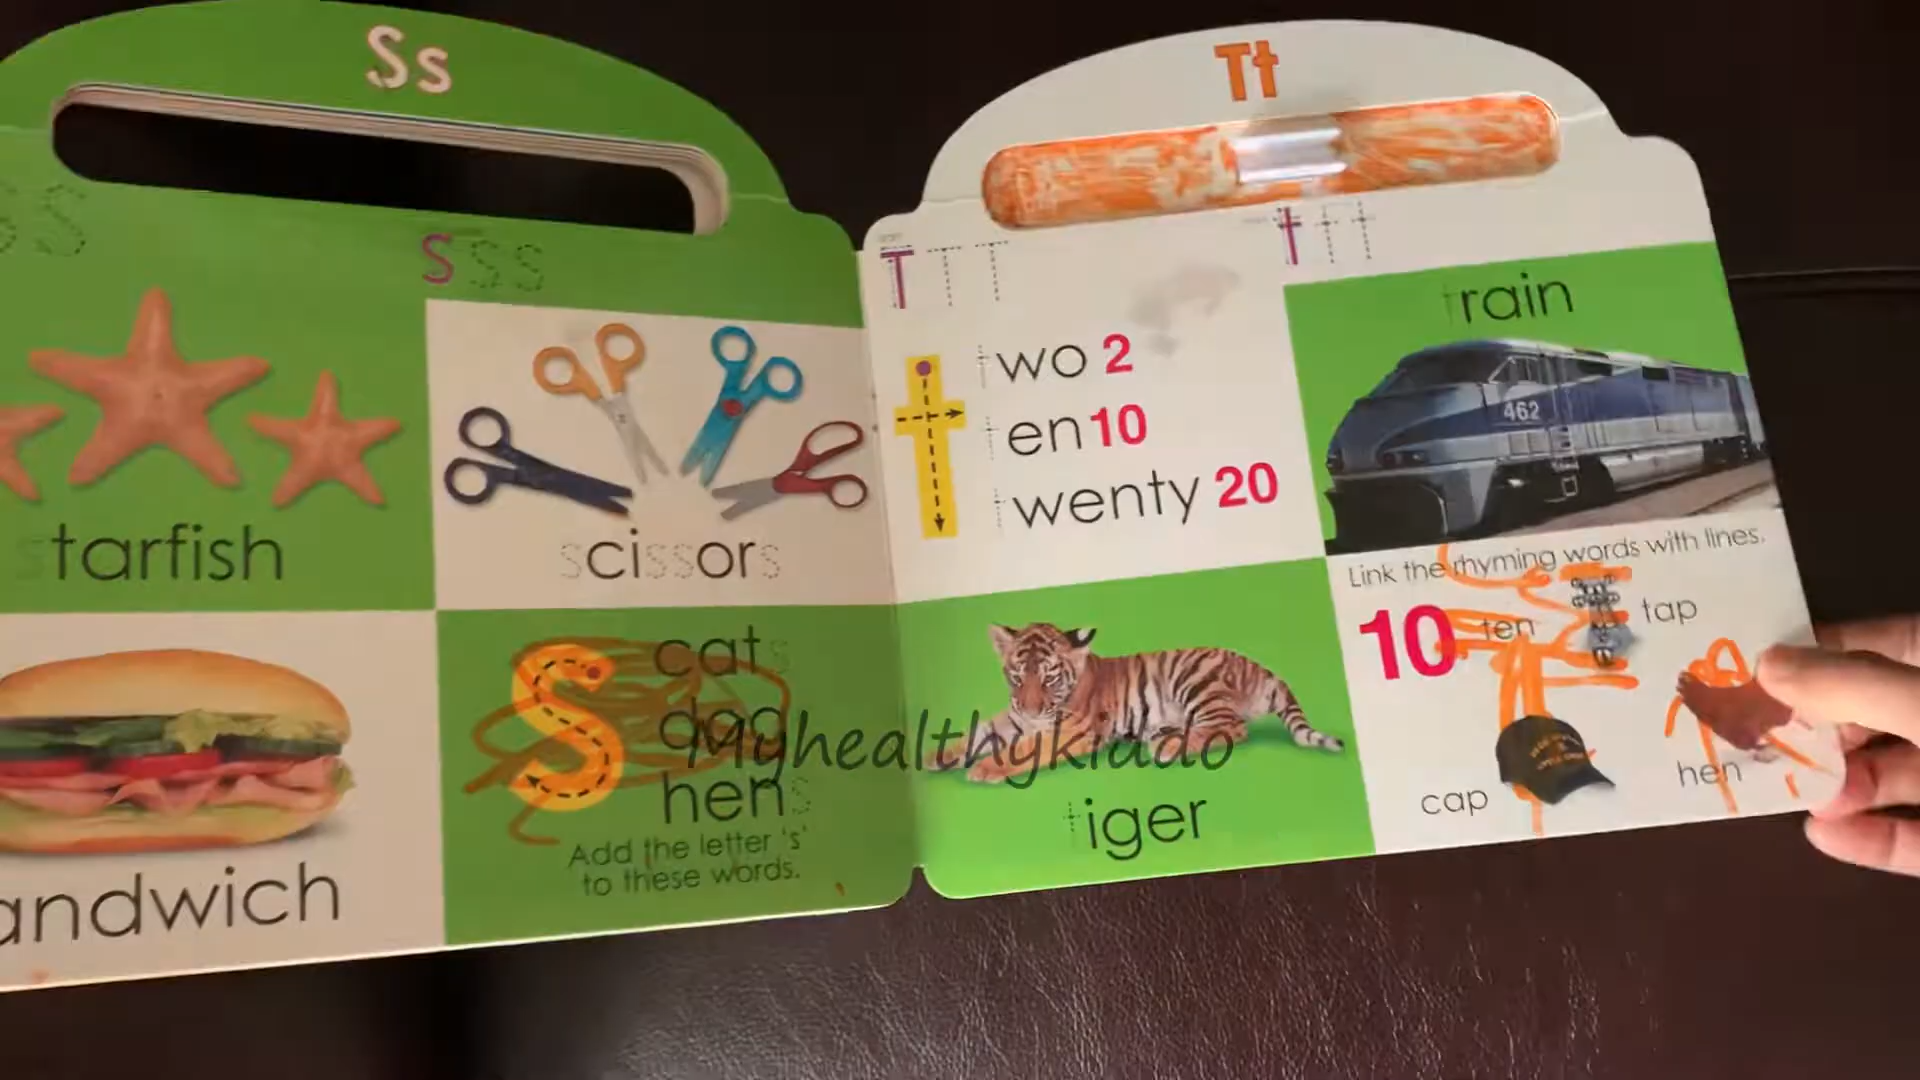 Ss
S S
S S S
starfish
scissors
andwich
cats
dog
hens
Add the letter 's'
to these words.
Tt
T T T
t t t
two 2
ten 10
twenty 20
train
462
tiger
Link the rhyming words with lines.
10 ten
tap
cap
hen
Myhealthykiddo